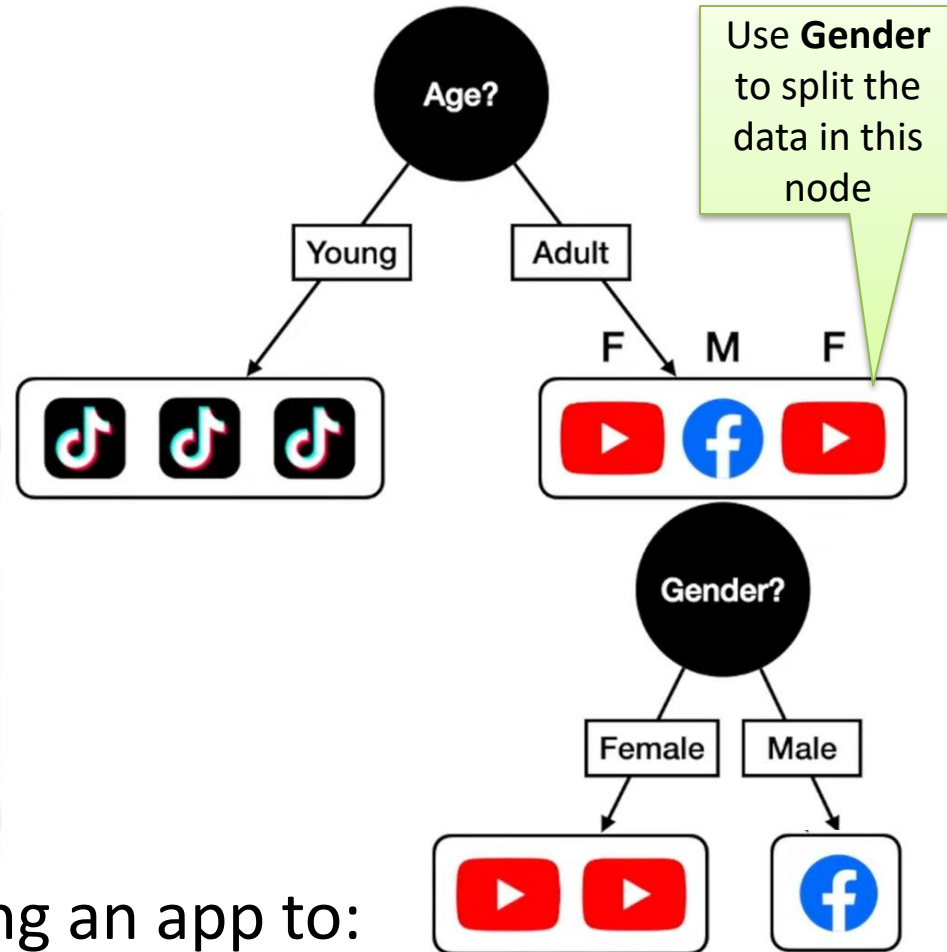 Age?
Use Gender
to split the
data in this
node
Young
Adult
F M F
Gender?
Female
Male
ng an app to: